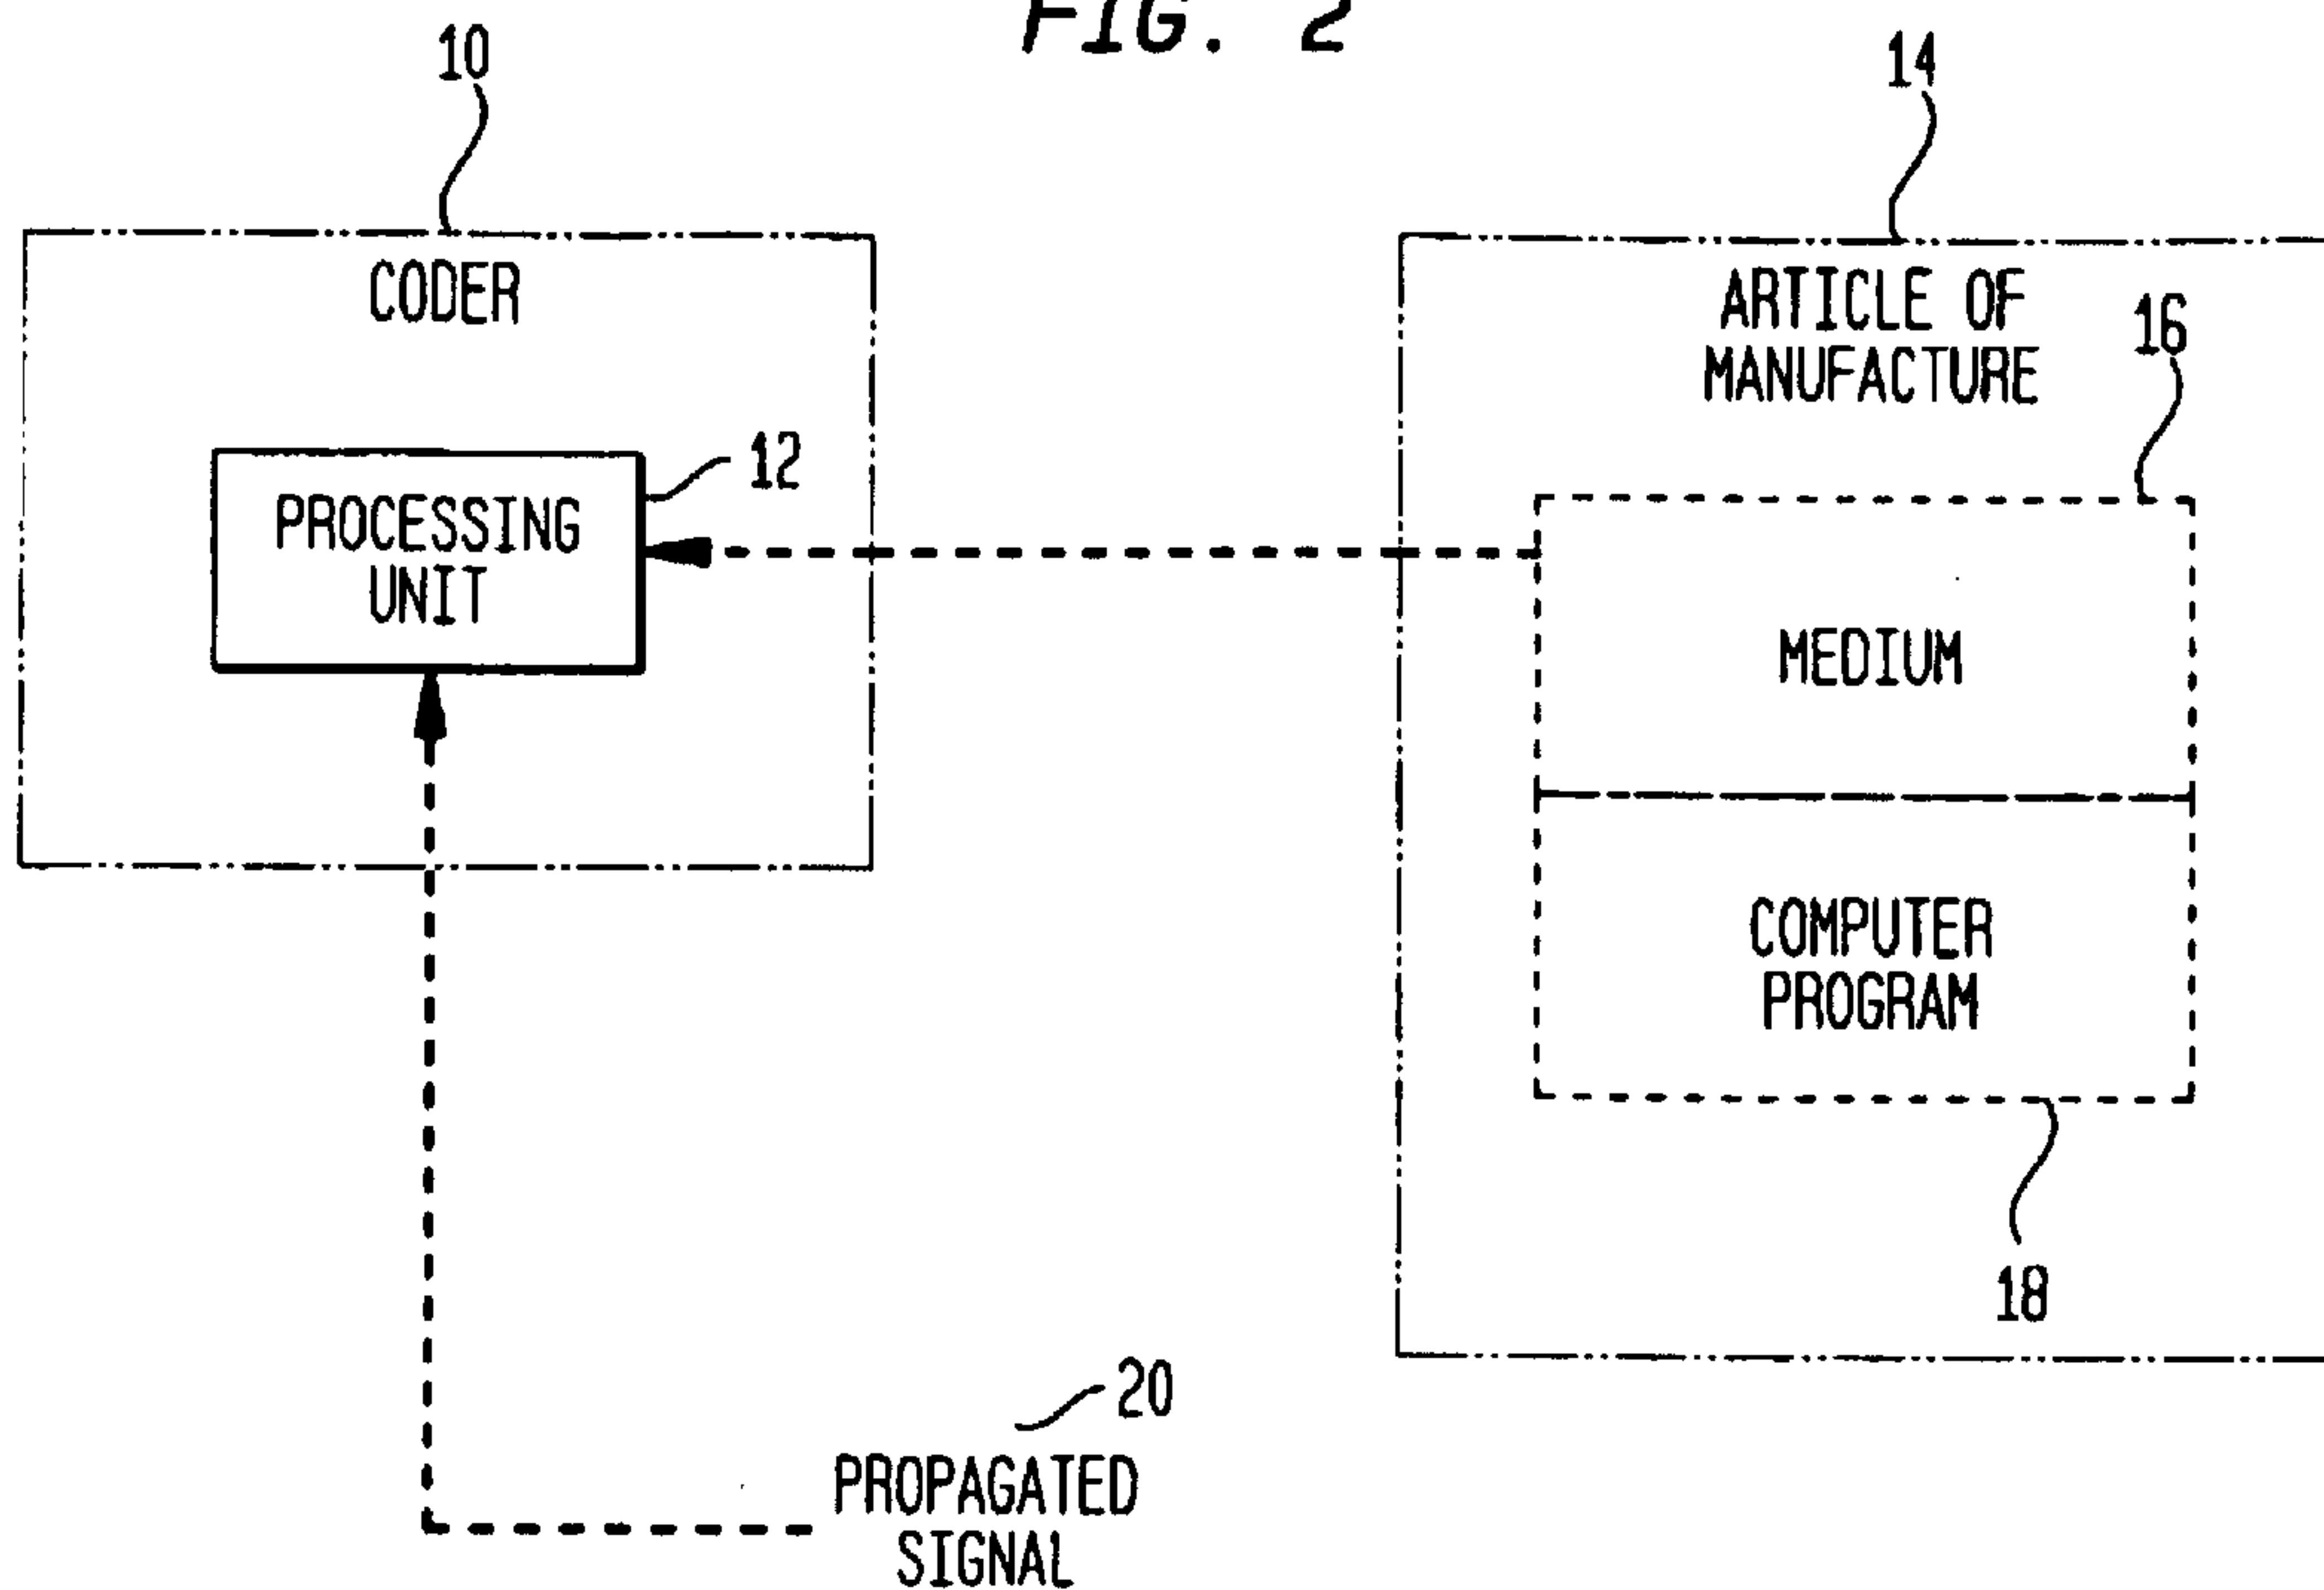 FIG. 2
10
14
CODER
ARTICLE OF
MANUFACTURE
16
12
PROCESSING
UNIT
MEDIUM
COMPUTER
PROGRAM
18
20
PROPAGATED
SIGNAL